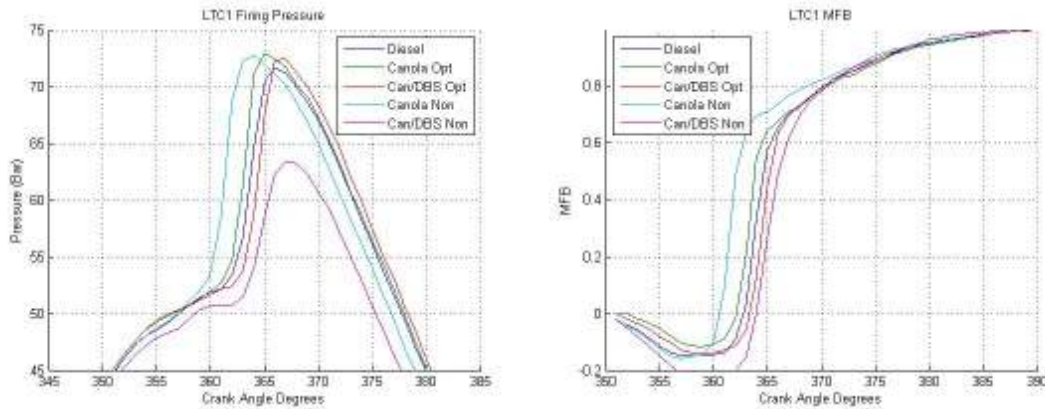 LTC1 Firing Pressure
75
70
65
60
55
50
45
345
350
355
360
365
370
375
380
385
Pressure (Bar)
Crank Angle Degrees
Diesel
Canola Opt
Can/DBS Opt
Canola Non
Can/DBS Non
LTC1 MFB
0.8
0.6
0.4
0.2
0
-0.2
350
355
360
365
370
375
380
385
390
MFB
Crank Angle Degrees
Diesel
Canola Opt
Can/DBS Opt
Canola Non
Can/DBS Non